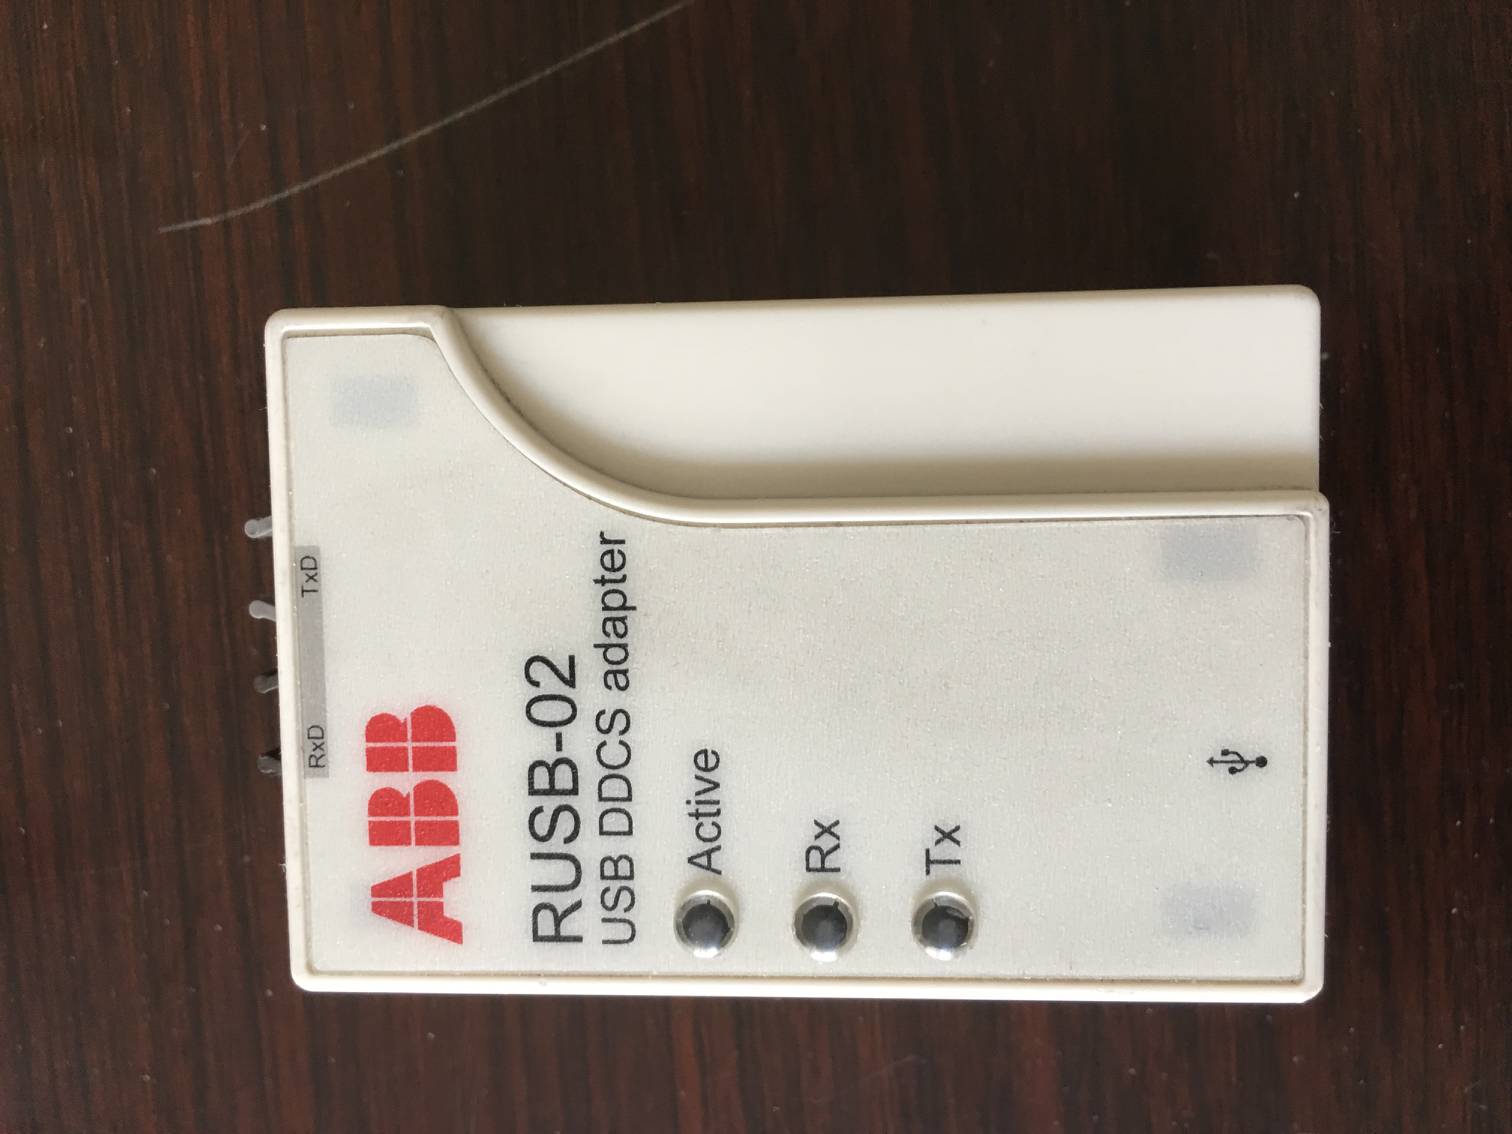 RxD TxD
ABB
RUSB-02
USB DDCS adapter
Active
Rx
Tx